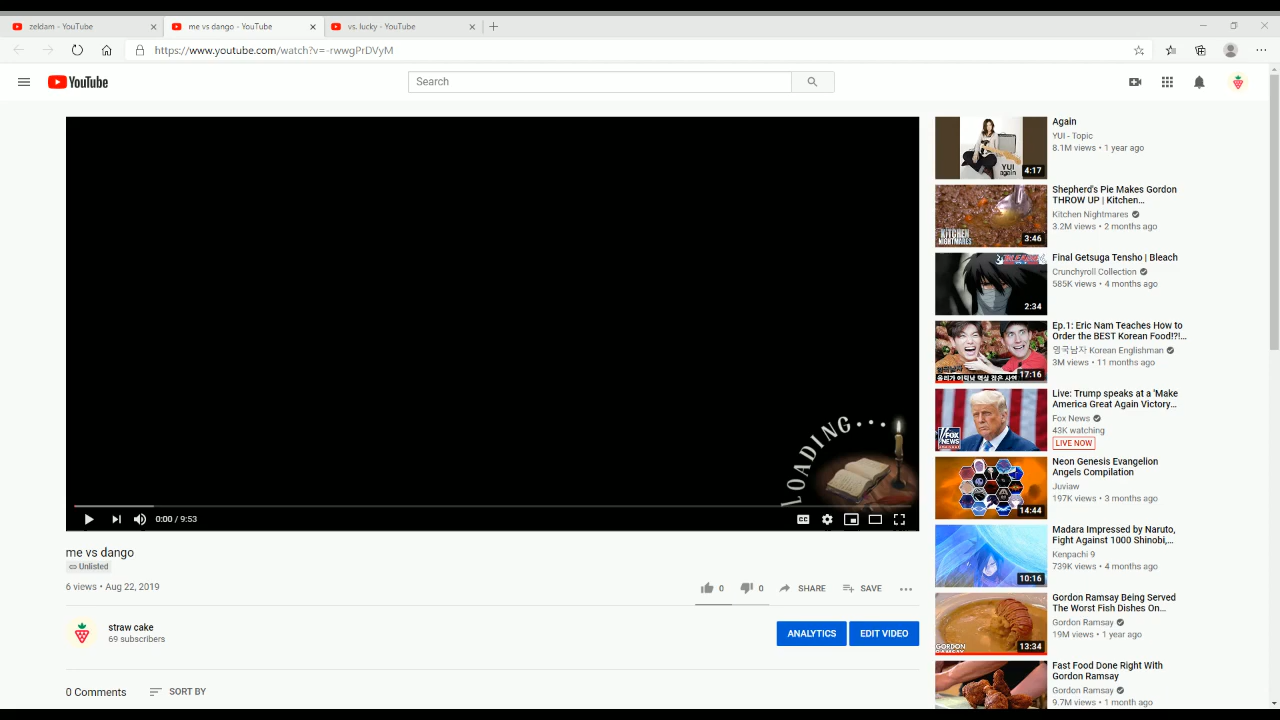 zeldam - YouTube
me vs dango - YouTube
vs. lucky - YouTube
https://www.youtube.com/watch?v=-rwwgPrDVyM
YouTube
Search
LOADING...
0:00 / 9:53
CC
me vs dango
Unlisted
6 views • Aug 22, 2019
0
0
SHARE
SAVE
straw cake
69 subscribers
ANALYTICS
EDIT VIDEO
0 Comments
SORT BY
YUI
again
4:17
Again
YUI - Topic
8.1M views • 1 year ago
KITCHEN
NIGHTMARES
3:46
Shepherd's Pie Makes Gordon
THROW UP | Kitchen...
Kitchen Nightmares
3.2M views • 2 months ago
BLEACH
2:34
Final Getsuga Tensho | Bleach
Crunchyroll Collection
585K views • 4 months ago
17:16
Ep.1: Eric Nam Teaches How to
Order the BEST Korean Food!?!...
영국남자 Korean Englishman
3M views • 11 months ago
FOX
NEWS
Live: Trump speaks at a 'Make
America Great Again Victory...
Fox News
43K watching
LIVE NOW
14:44
Neon Genesis Evangelion
Angels Compilation
Juviaw
197K views • 3 months ago
10:16
Madara Impressed by Naruto,
Fight Against 1000 Shinobi,...
Kenpachi 9
739K views • 4 months ago
GORDON
RAMSAY
13:34
Gordon Ramsay Being Served
The Worst Fish Dishes On...
Gordon Ramsay
19M views • 1 year ago
Fast Food Done Right With
Gordon Ramsay
Gordon Ramsay
9.7M views • 1 month ago